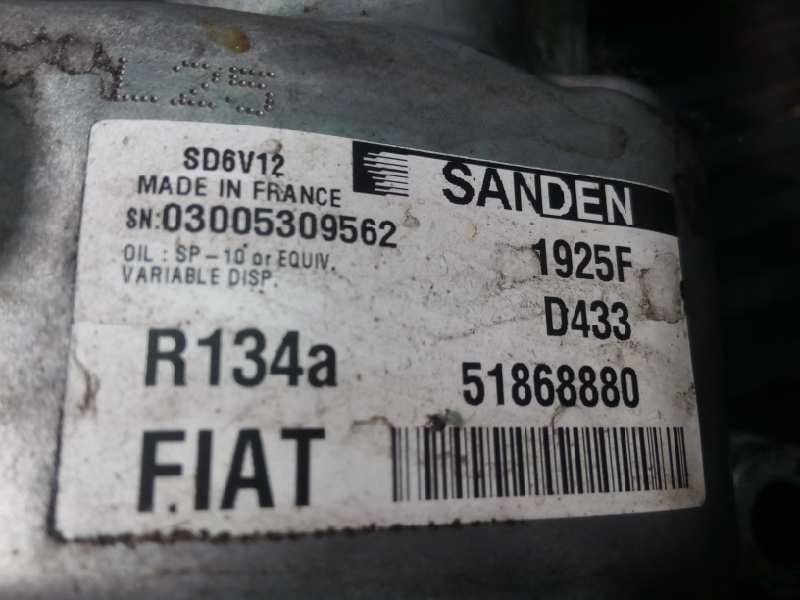 L25
SD6V12
SANDEN
MADE IN FRANCE
SN:03005309562
1925F
OIL : SP-10 or EQUIV.
VARIABLE DISP.
D433
R134a
51868880
FIAT